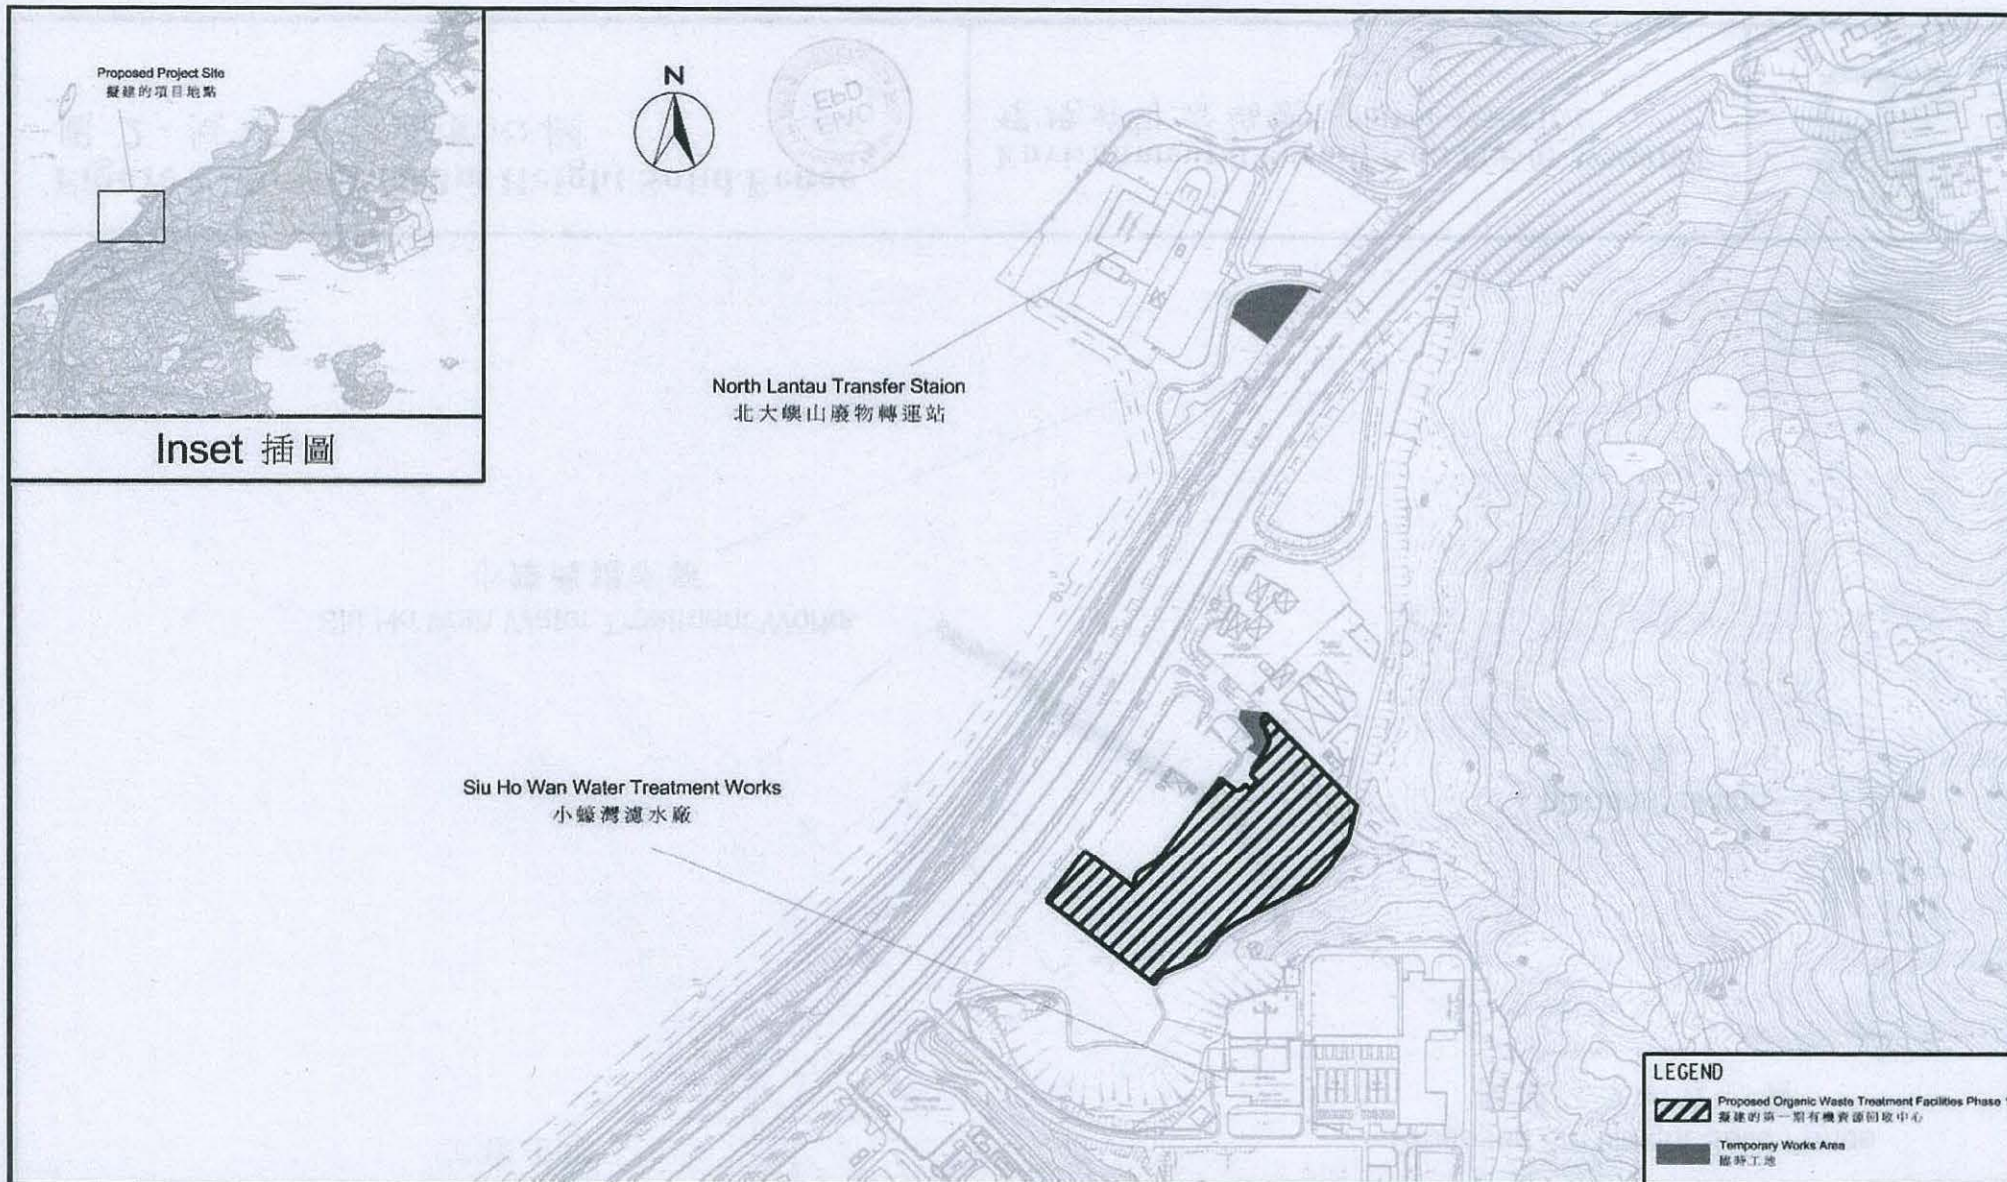 Proposed Project Site
擬建的項目地點
Inset 插圖
N
North Lantau Transfer Staion
北大嶼山廢物轉運站
Siu Ho Wan Water Treatment Works
小蠔灣濾水廠
LEGEND
Proposed Organic Waste Treatment Facilities Phase 1
擬建的第一期有機資源回收中心
Temporary Works Area
臨時工地